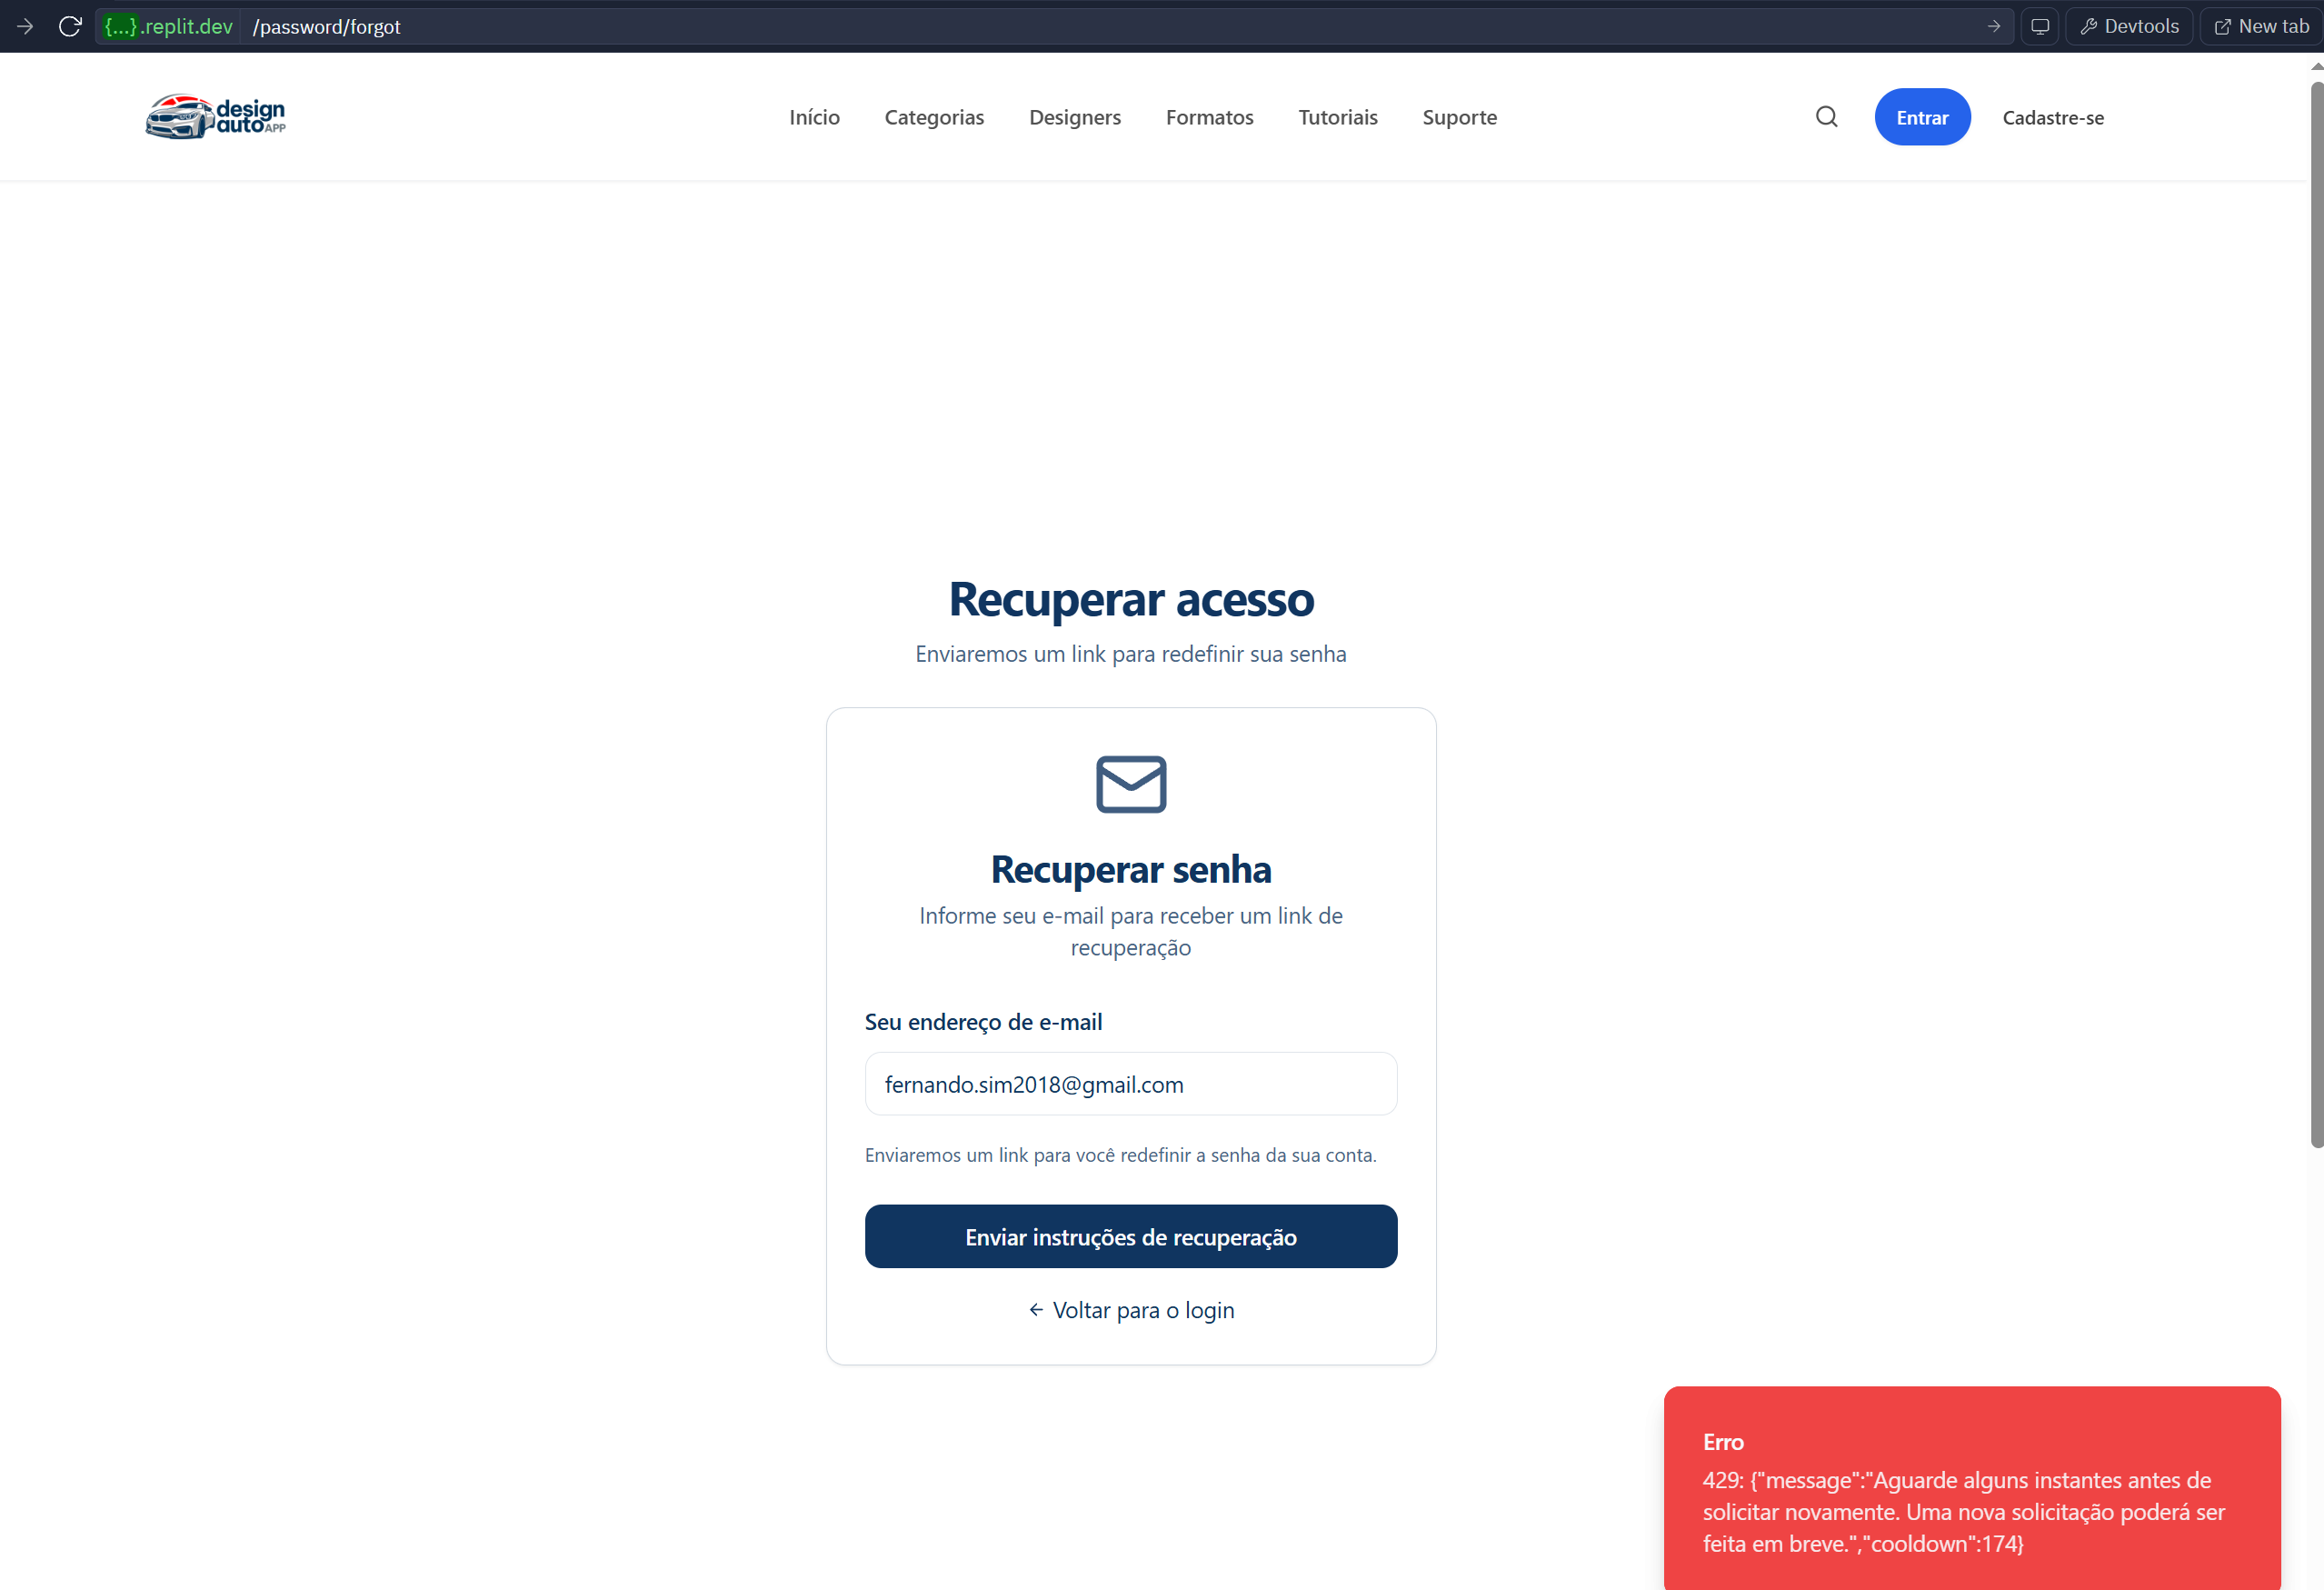 {...}.replit.dev /password/forgot Devtools New tab
design
autoAPP
Início Categorias Designers Formatos Tutoriais Suporte Entrar Cadastre-se
Recuperar acesso
Enviaremos um link para redefinir sua senha
Recuperar senha
Informe seu e-mail para receber um link de
recuperação
Seu endereço de e-mail
fernando.sim2018@gmail.com
Enviaremos um link para você redefinir a senha da sua conta.
Enviar instruções de recuperação
← Voltar para o login
Erro
429: {"message":"Aguarde alguns instantes antes de
solicitar novamente. Uma nova solicitação poderá ser
feita em breve.","cooldown":174}